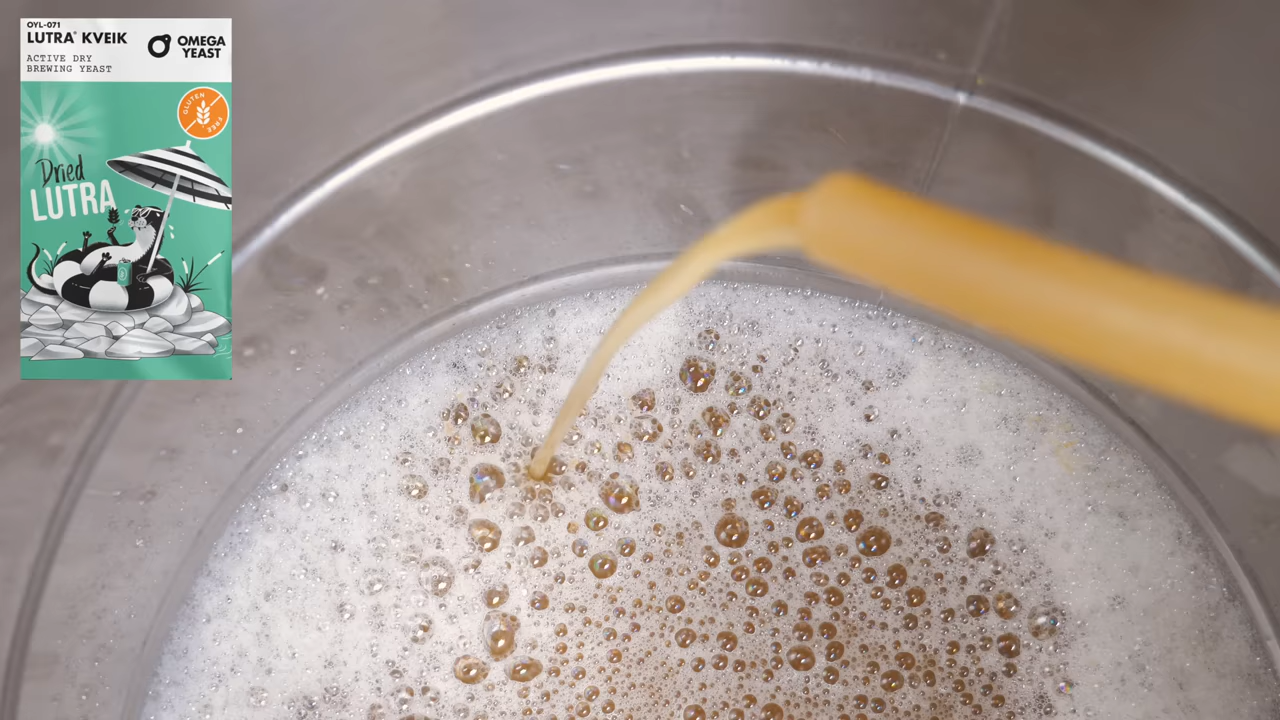 OYL-071
LUTRA® KVEIK
OMEGA
YEAST
ACTIVE DRY
BREWING YEAST
GLUTEN
FREE
Dried
LUTRA